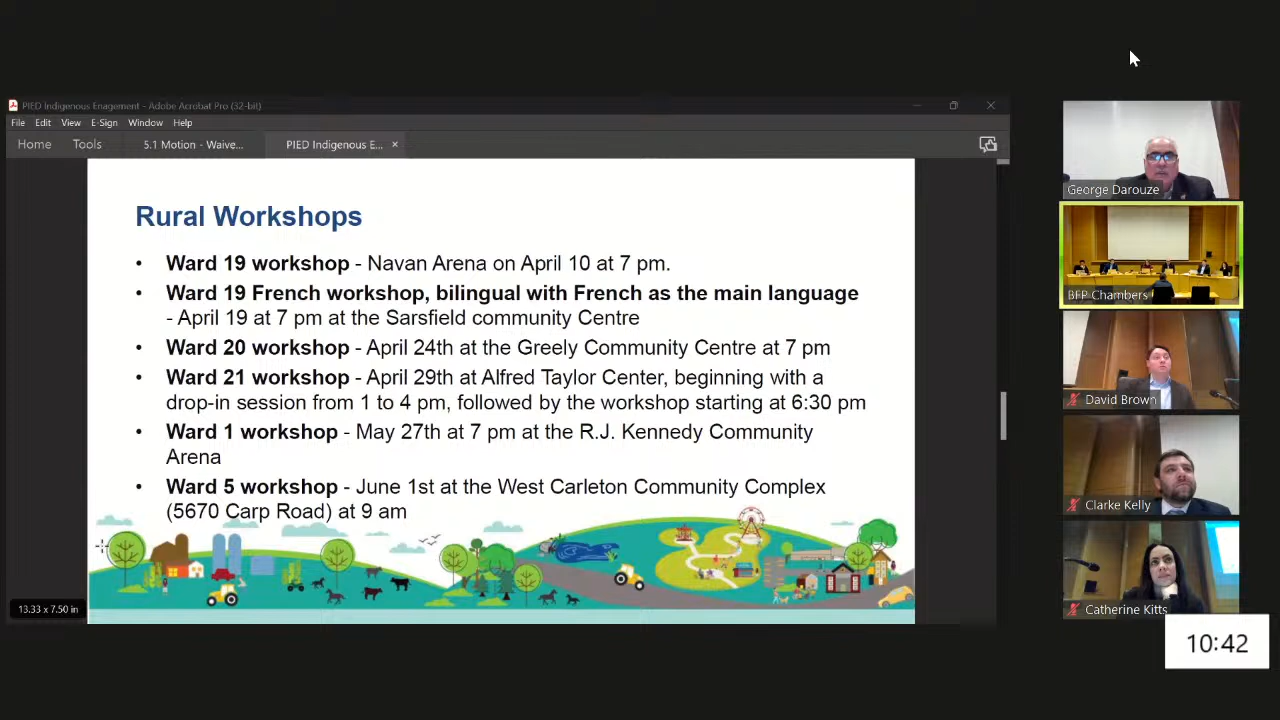 PIED Indigenous Enagement - Adobe Acrobat Pro (32-bit)
File Edit View E-Sign Window Help
Home Tools 5.1 Motion - Waive... PIED Indigenous E... ×
Rural Workshops
• Ward 19 workshop - Navan Arena on April 10 at 7 pm.
• Ward 19 French workshop, bilingual with French as the main language
- April 19 at 7 pm at the Sarsfield community Centre
• Ward 20 workshop - April 24th at the Greely Community Centre at 7 pm
• Ward 21 workshop - April 29th at Alfred Taylor Center, beginning with a
drop-in session from 1 to 4 pm, followed by the workshop starting at 6:30 pm
• Ward 1 workshop - May 27th at 7 pm at the R.J. Kennedy Community
Arena
• Ward 5 workshop - June 1st at the West Carleton Community Complex
(5670 Carp Road) at 9 am
13.33 x 7.50 in
George Darouze
BFP Chambers
David Brown
Clarke Kelly
Catherine Kitts
10:42